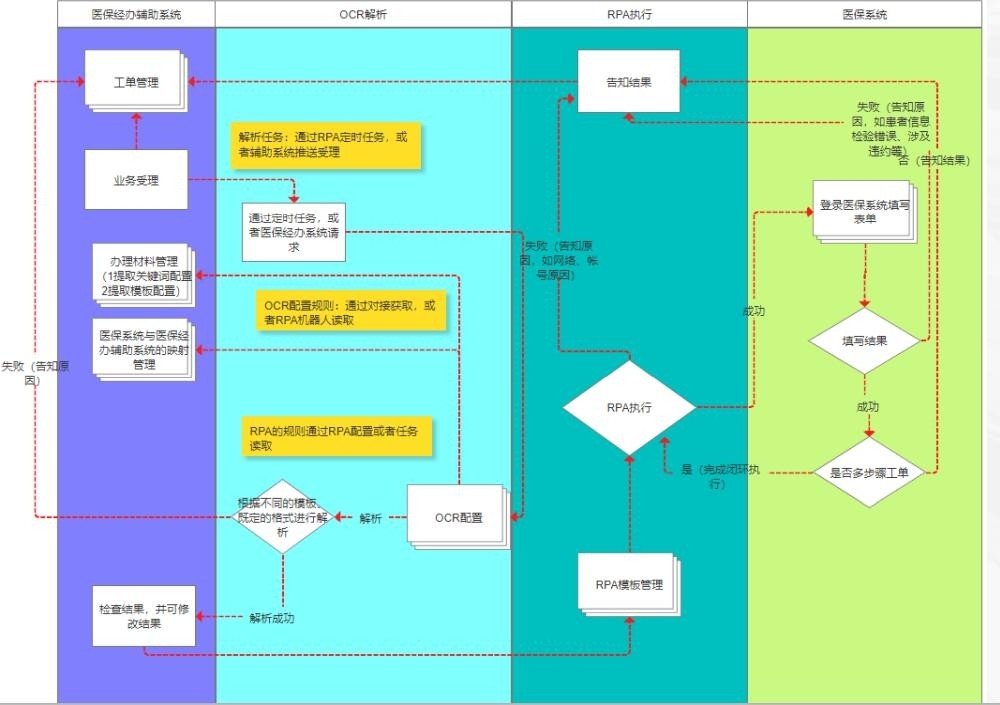 医保经办辅助系统
OCR解析
RPA执行
医保系统
工单管理
业务受理
办理材料管理
（1提取关键词配置
2提取模板配置）
医保系统与医保经
办辅助系统的映射
管理
失败（告知原
因）
检查结果，并可修
改结果
解析任务：通过RPA定时任务，或
者辅助系统推送受理
通过定时任务，或
者医保经办系统请
求
OCR配置规则：通过对接获取，或
者RPA机器人读取
RPA的规则通过RPA配置或者任务
读取
根据不同的模板、
既定的格式进行解
析
解析
OCR配置
解析成功
告知结果
失败（告知原
因，如网络、帐
号原因）
RPA执行
RPA模板管理
成功
失败（告知原
因，如患者信息
检验错误、涉及
违约等）
否（告知结果）
登录医保系统填写
表单
填写结果
成功
是否多步骤工单
是（完成闭环执
行）